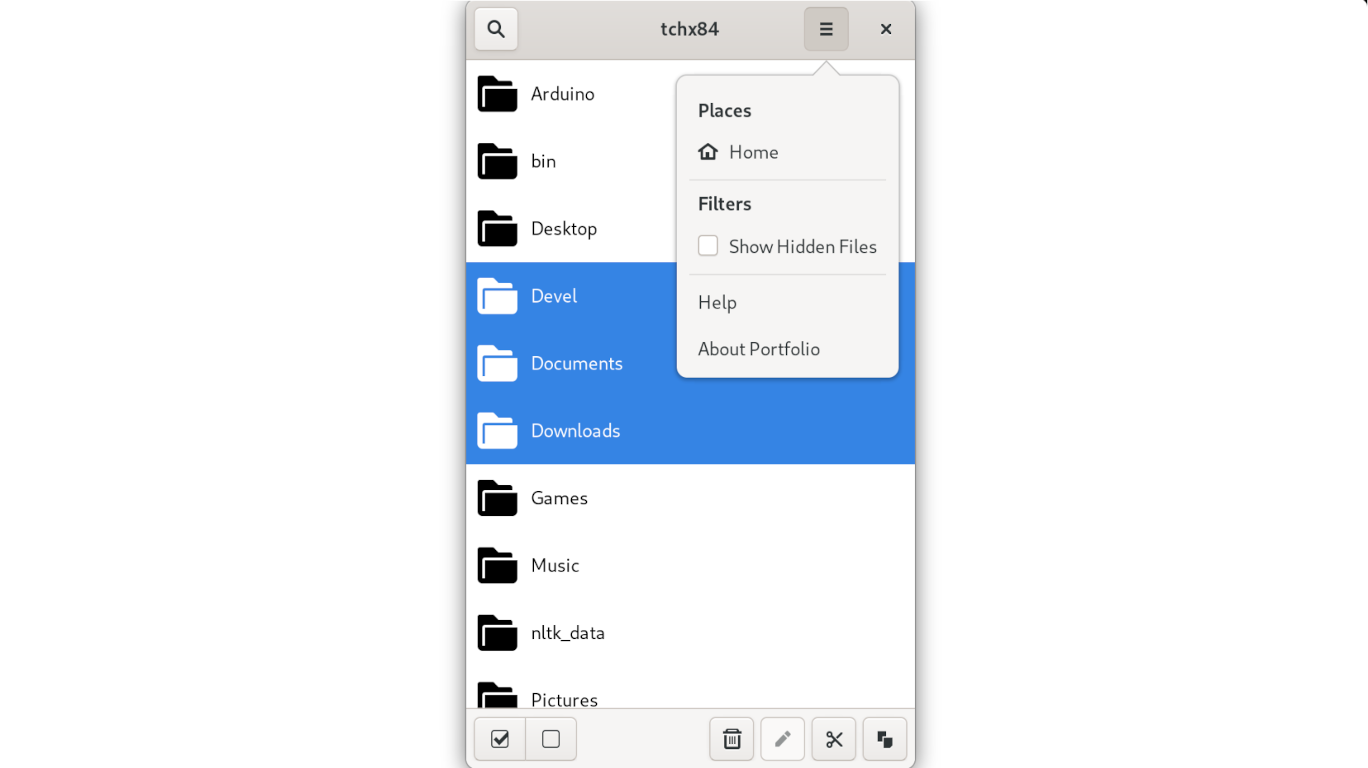 tchx84
Arduino
bin
Desktop
Devel
Documents
Downloads
Games
Music
nltk_data
Pictures
Places
Home
Filters
Show Hidden Files
Help
About Portfolio